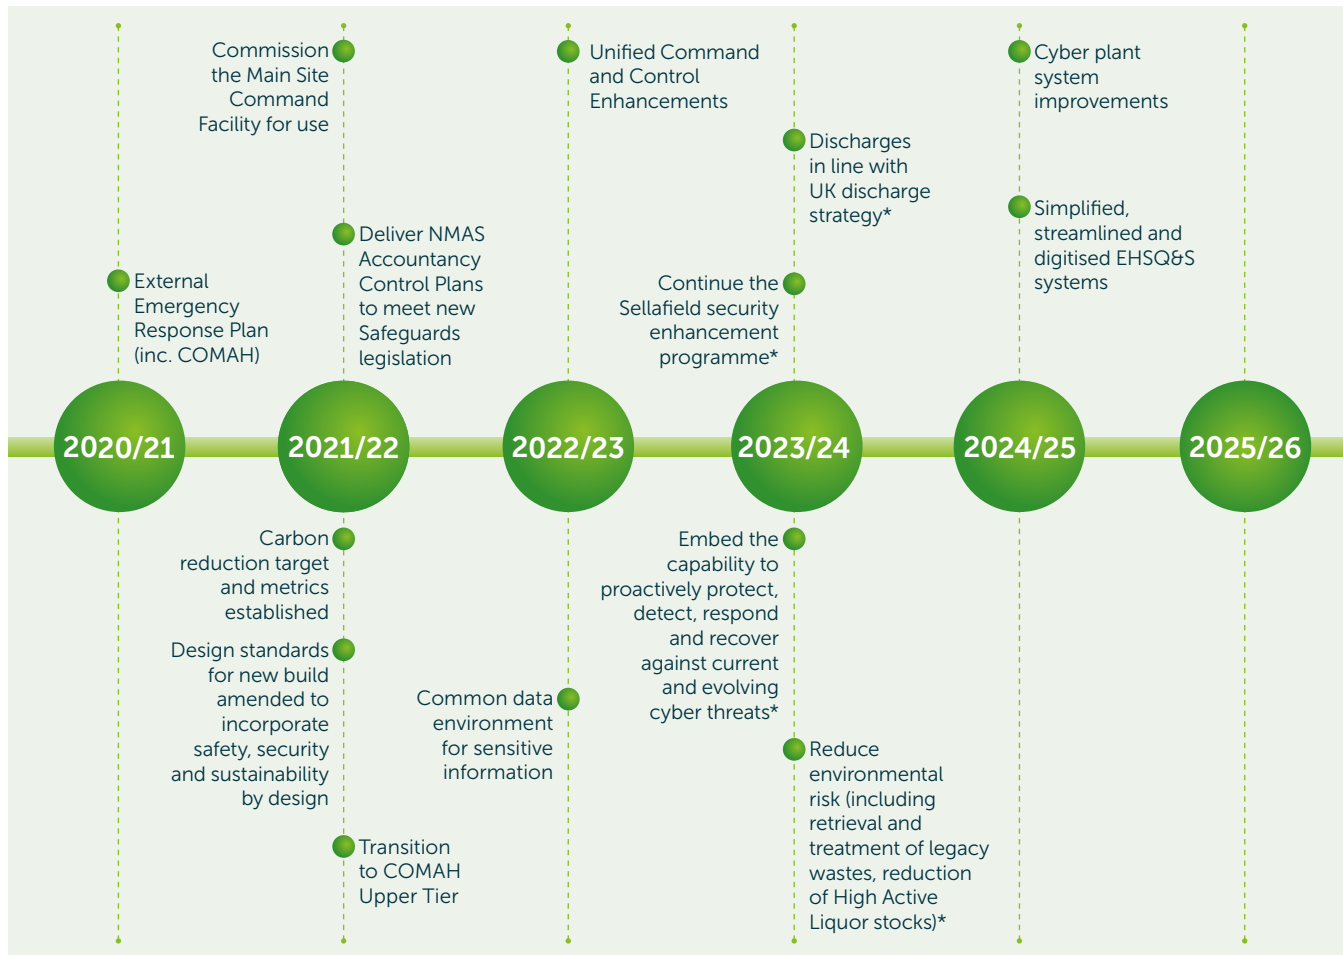 Commission
the Main Site
Command
Facility for use
Unified Command
and Control
Enhancements
Cyber plant
system
improvements
Discharges
in line with
UK discharge
strategy*
Simplified,
streamlined and
digitised EHSQ&S
systems
Deliver NMAS
Accountancy
Control Plans
to meet new
Safeguards
legislation
External
Emergency
Response Plan
(inc. COMAH)
Continue the
Sellafield security
enhancement
programme*
2020/21
2021/22
2022/23
2023/24
2024/25
2025/26
Carbon
reduction target
and metrics
established
Design standards
for new build
amended to
incorporate
safety, security
and sustainability
by design
Transition
to COMAH
Upper Tier
Common data
environment
for sensitive
information
Embed the
capability to
proactively protect,
detect, respond
and recover
against current
and evolving
cyber threats*
Reduce
environmental
risk (including
retrieval and
treatment of legacy
wastes, reduction
of High Active
Liquor stocks)*